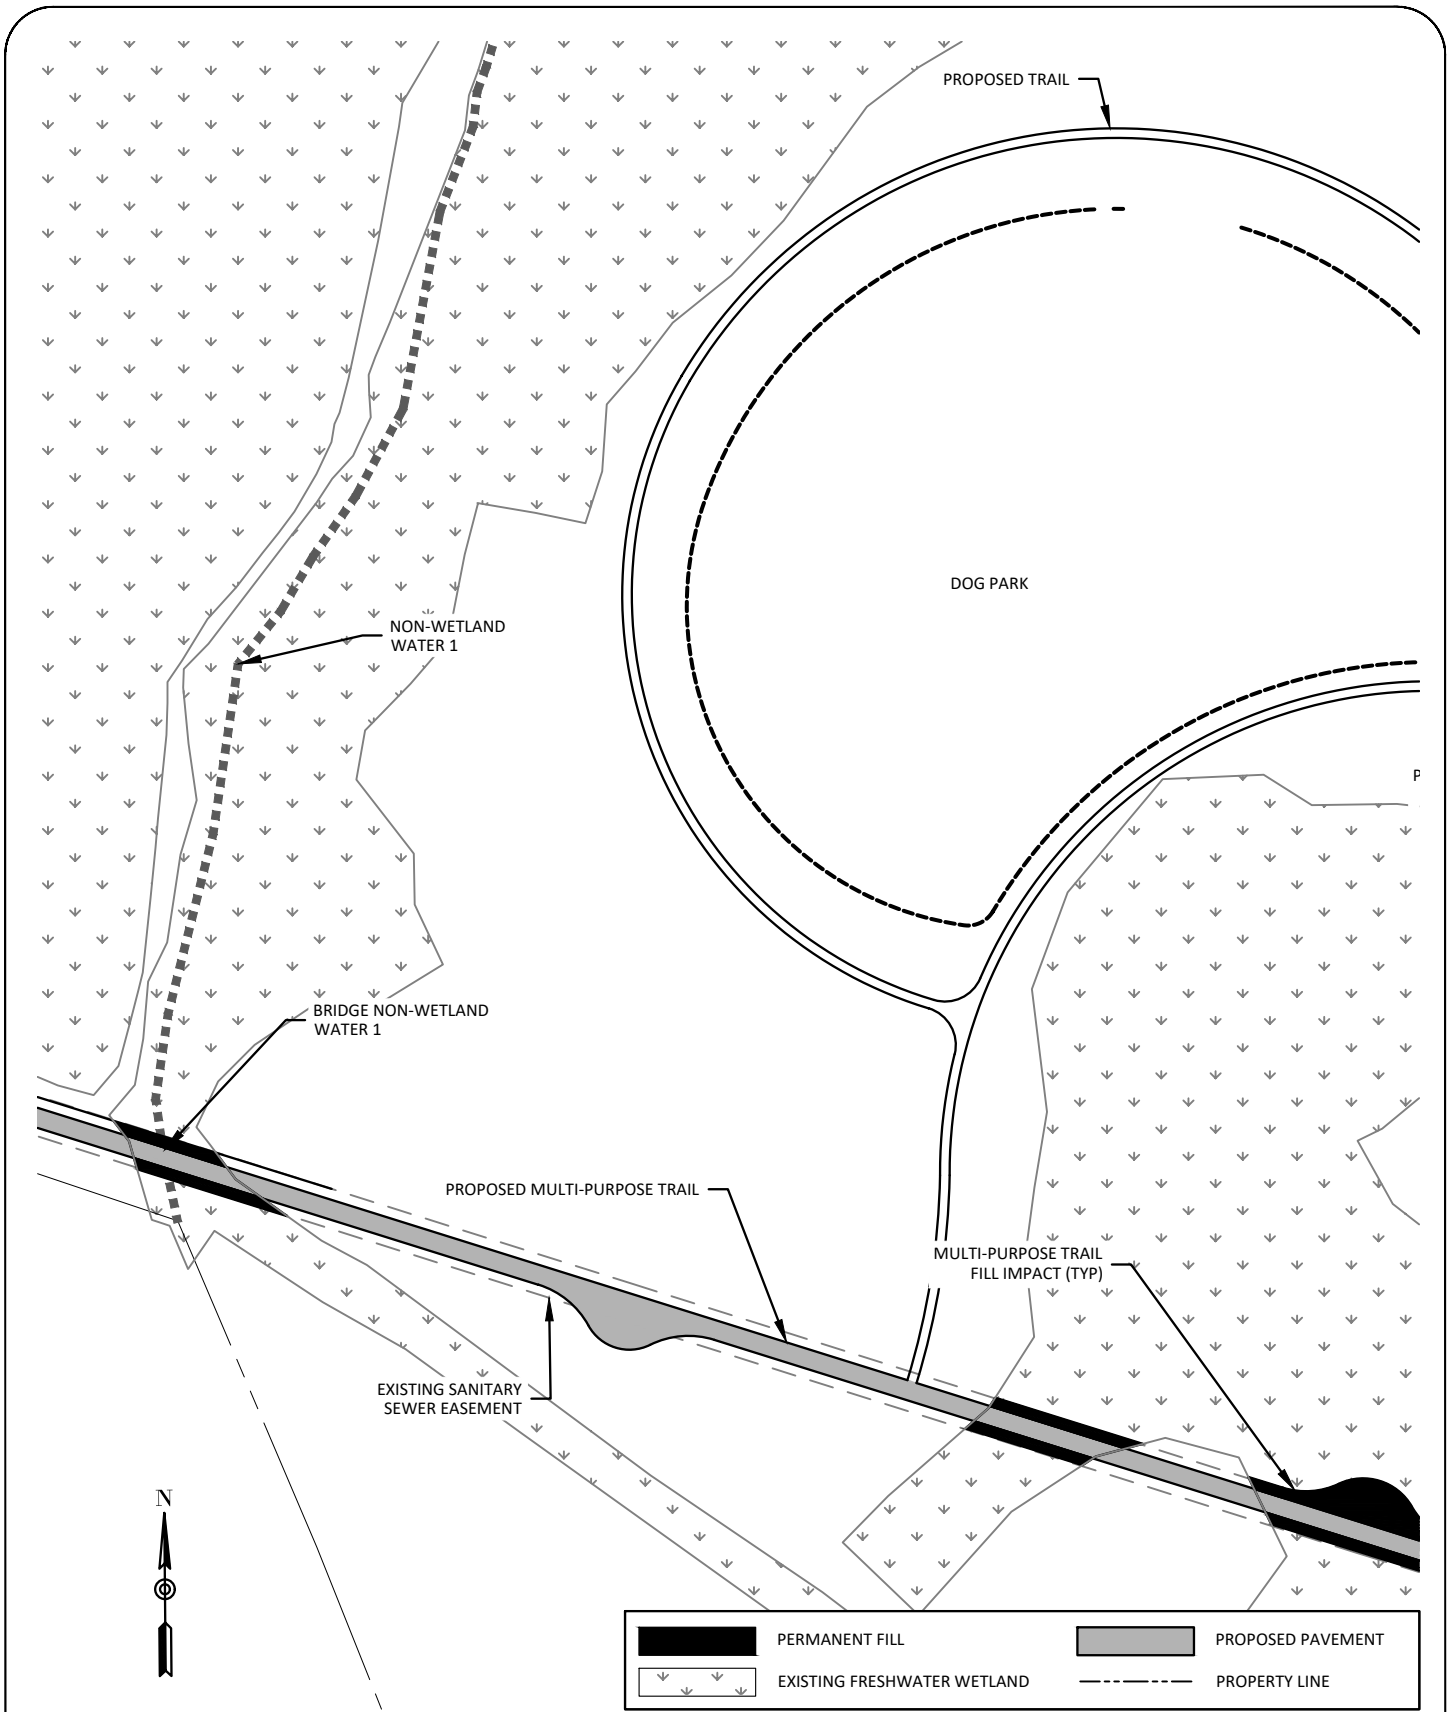 PROPOSED TRAIL
DOG PARK
NON-WETLAND
WATER 1
P
BRIDGE NON-WETLAND
WATER 1
PROPOSED MULTI-PURPOSE TRAIL
MULTI-PURPOSE TRAIL
FILL IMPACT (TYP)
EXISTING SANITARY
SEWER EASEMENT
N
PERMANENT FILL
PROPOSED PAVEMENT
EXISTING FRESHWATER WETLAND
PROPERTY LINE